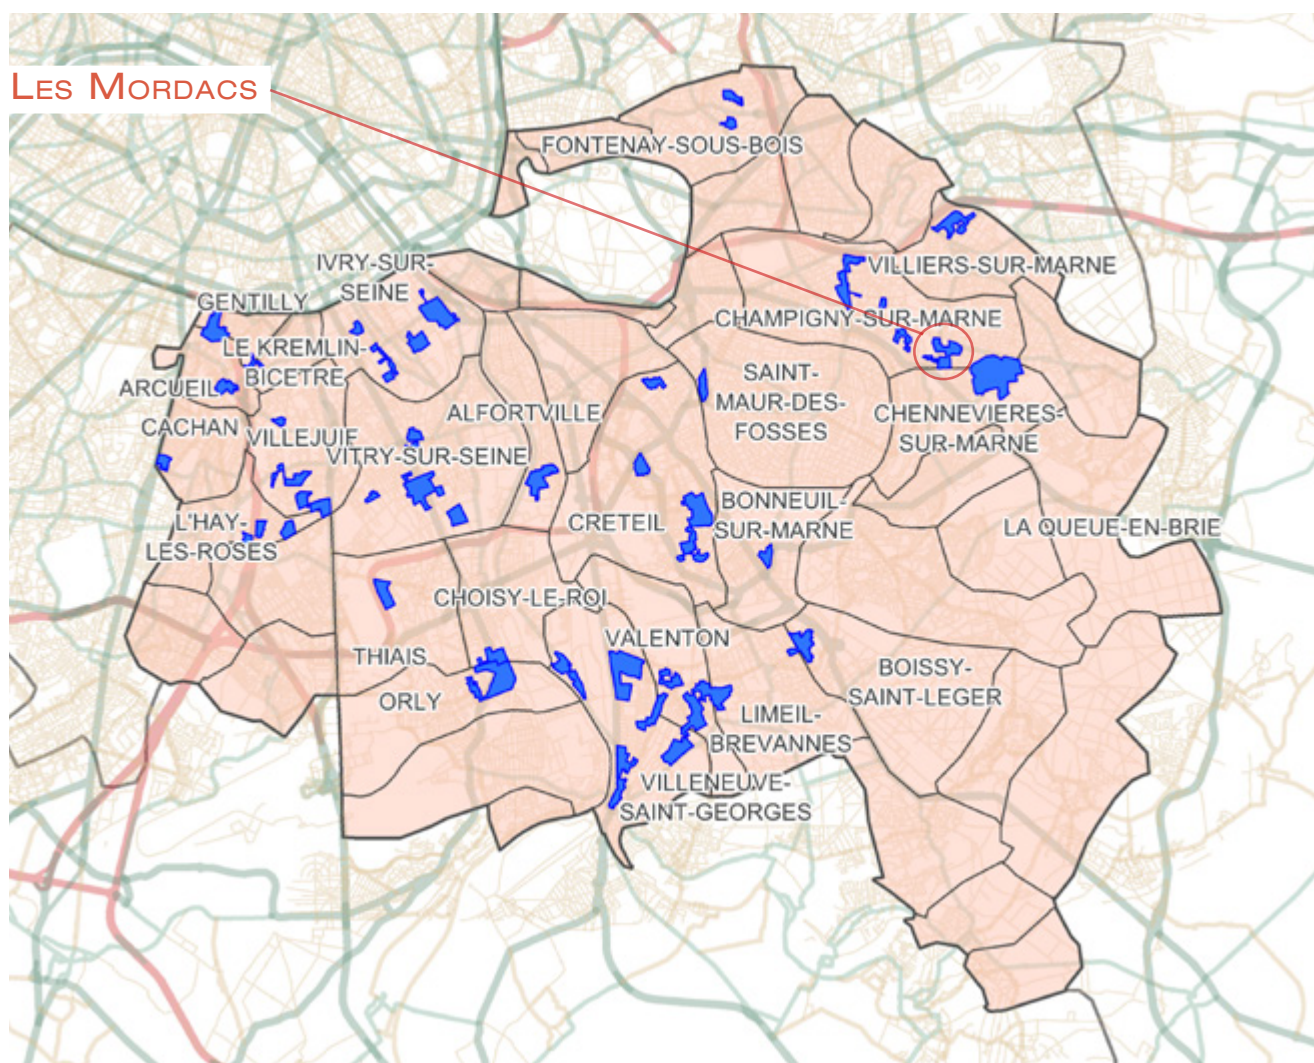 LES MORDACS
FONTENAY-SOUS-BOIS
IVRY-SUR-
SEINE
VILLIERS-SUR-MARNE
GENTILLY
CHAMPIGNY-SUR-MARNE
LE KREMLIN-
BICETRE
SAINT-
MAUR-DES-
FOSSES
ARCUEIL
CHENNEVIERES-
SUR-MARNE
ALFORTVILLE
CACHAN
VILLEJUIF
VITRY-SUR-SEINE
BONNEUIL-
SUR-MARNE
L'HAY-
LES-ROSES
CRETEIL
LA QUEUE-EN-BRIE
CHOISY-LE-ROI
VALENTON
THIAIS
BOISSY-
SAINT-LEGER
ORLY
LIMEIL-
BREVANNES
VILLENEUVE-
SAINT-GEORGES